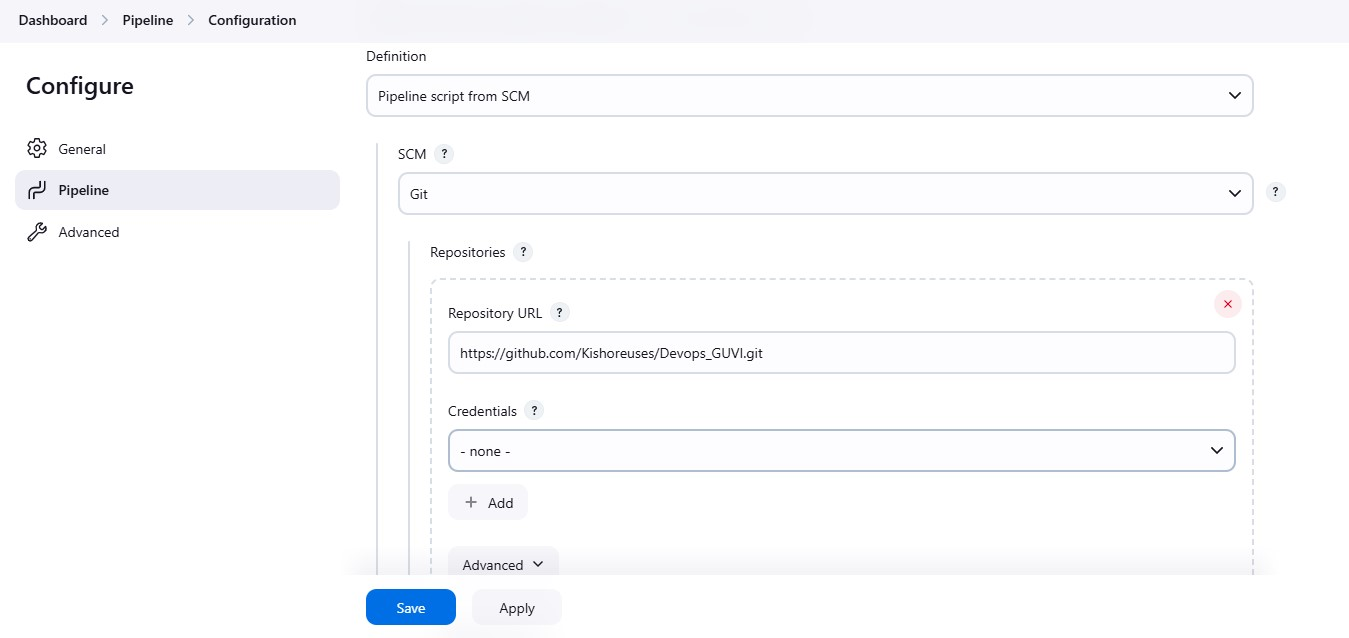 Dashboard > Pipeline > Configuration
Configure
General
Pipeline
Advanced
Definition
Pipeline script from SCM
SCM ?
Git
?
Repositories ?
Repository URL ?
https://github.com/Kishoreuses/Devops_GUVI.git
Credentials ?
- none -
+ Add
Advanced
Save Apply